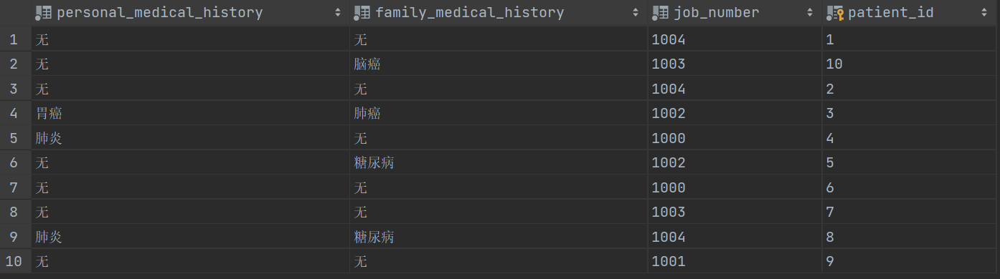 personal_medical_history family_medical_history job_number patient_id
1 无 无 1004 1
2 无 脑癌 1003 10
3 无 无 1004 2
4 胃癌 肺癌 1002 3
5 肺炎 无 1000 4
6 无 糖尿病 1002 5
7 无 无 1000 6
8 无 无 1003 7
9 肺炎 糖尿病 1004 8
10 无 无 1001 9